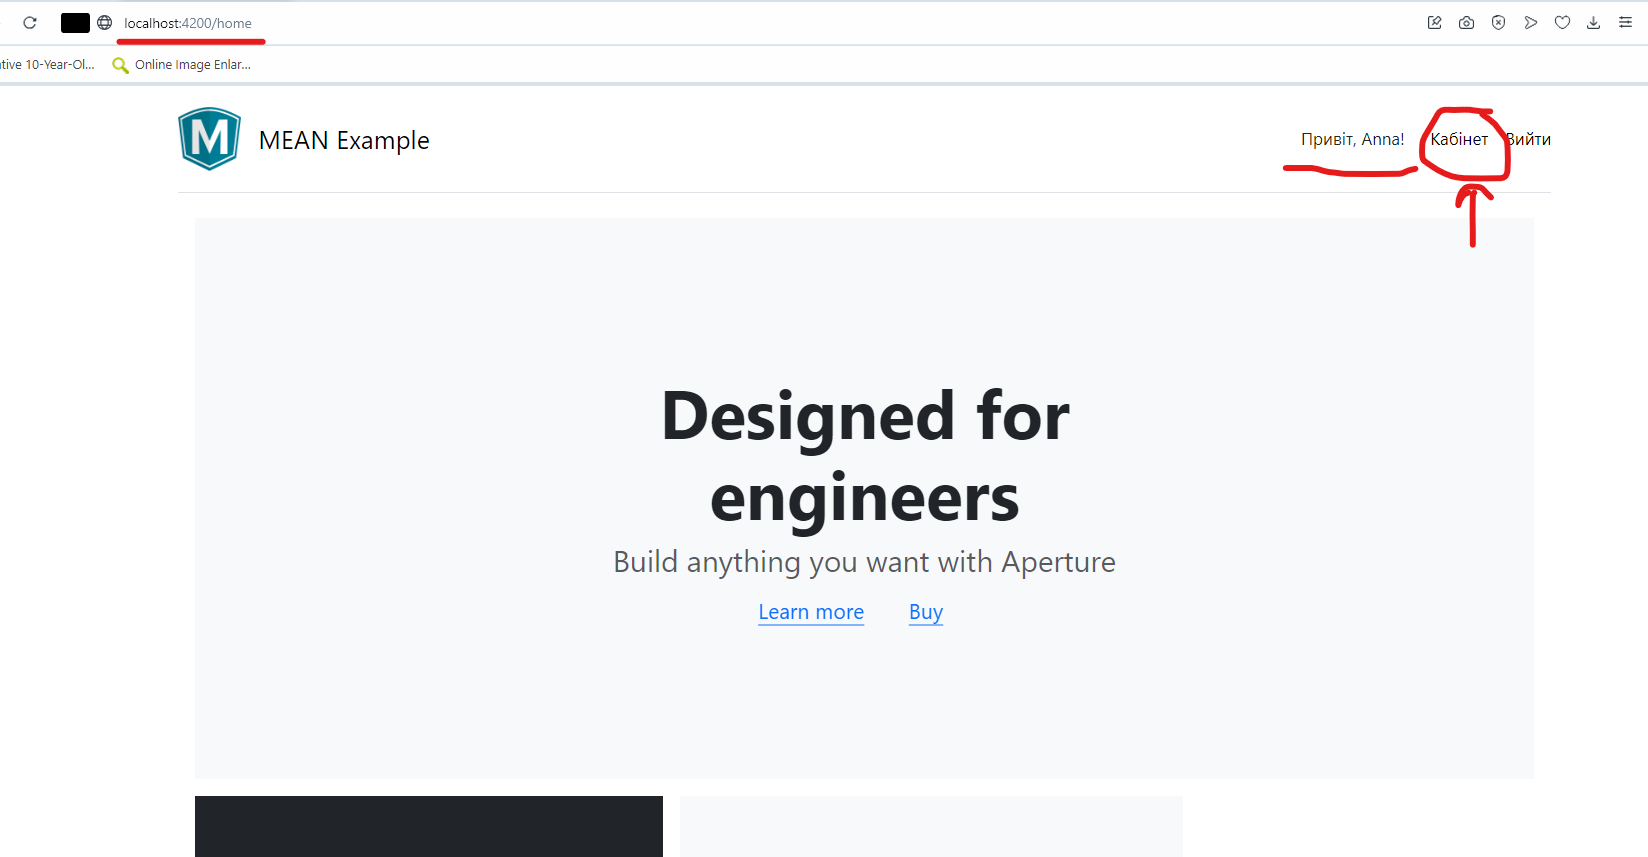 localhost:4200/home
tive 10-Year-Ol... Online Image Enlar...
M MEAN Example Привіт, Anna! Кабінет Вийти
Designed for
engineers
Build anything you want with Aperture
Learn more Buy